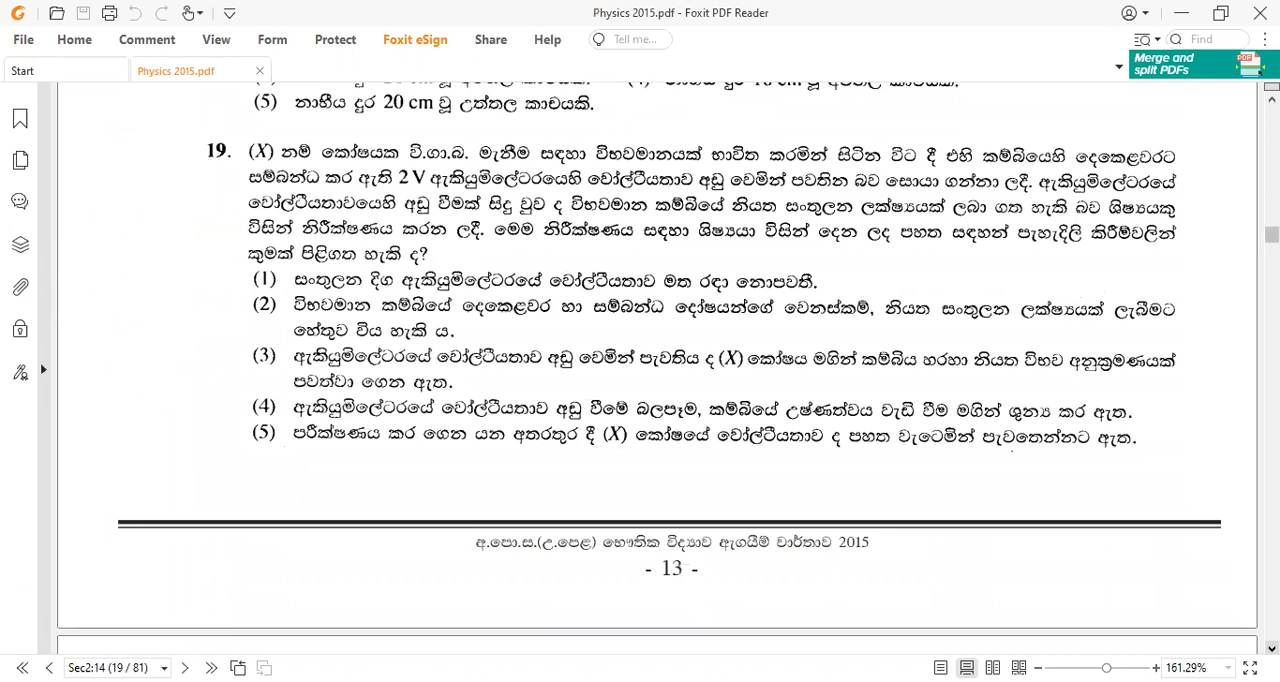 Physics 2015.pdf - Foxit PDF Reader
File Home Comment View Form Protect Foxit eSign Share Help Tell me... Find
Start Physics 2015.pdf Merge and split PDFs
(5) නාභීය දුර 20 cm වූ උත්තල කාචයකි.
19. (X) නම් කෝෂයක වි.ගා.බ. මැනීම සඳහා විභවමානයක් භාවිත කරමින් සිටින විට දී එහි කම්බියෙහි දෙකෙළවරට
සම්බන්ධ කර ඇති 2 V ඇකියුමිලේටරයෙහි වෝල්ටීයතාව අඩු වෙමින් පවතින බව සොයා ගන්නා ලදී. ඇකියුමිලේටරයේ
වෝල්ටීයතාවයෙහි අඩු වීමක් සිදු වුව ද විභවමාන කම්බියේ නියත සංතුලන ලක්ෂ්‍යයක් ලබා ගත හැකි බව ශිෂ්‍යයකු
විසින් නිරීක්ෂණය කරන ලදී. මෙම නිරීක්ෂණය සඳහා ශිෂ්‍යයා විසින් දෙන ලද පහත සඳහන් පැහැදිලි කිරීම්වලින්
කුමක් පිළිගත හැකි ද?
(1) සංතුලන දිග ඇකියුමිලේටරයේ වෝල්ටීයතාව මත රඳා නොපවතී.
(2) විභවමාන කම්බියේ දෙකෙළවර හා සම්බන්ධ දෝෂයන්ගේ වෙනස්කම්, නියත සංතුලන ලක්ෂ්‍යයක් ලැබීමට
හේතුව විය හැකි ය.
(3) ඇකියුමිලේටරයේ වෝල්ටීයතාව අඩු වෙමින් පැවතිය ද (X) කෝෂය මගින් කම්බිය හරහා නියත විභව අනුක්‍රමණයක්
පවත්වා ගෙන ඇත.
(4) ඇකියුමිලේටරයේ වෝල්ටීයතාව අඩු වීමේ බලපෑම, කම්බියේ උෂ්ණත්වය වැඩි වීම මගින් ශුන්‍ය කර ඇත.
(5) පරීක්ෂණය කර ගෙන යන අතරතුර දී (X) කෝෂයේ වෝල්ටීයතාව ද පහත වැටෙමින් පැවතෙන්නට ඇත.
අ.පො.ස.(උ.පෙළ) භෞතික විද්‍යාව ඇගයීම් වාර්තාව 2015
- 13 -
Sec2:14 (19 / 81) 161.29%